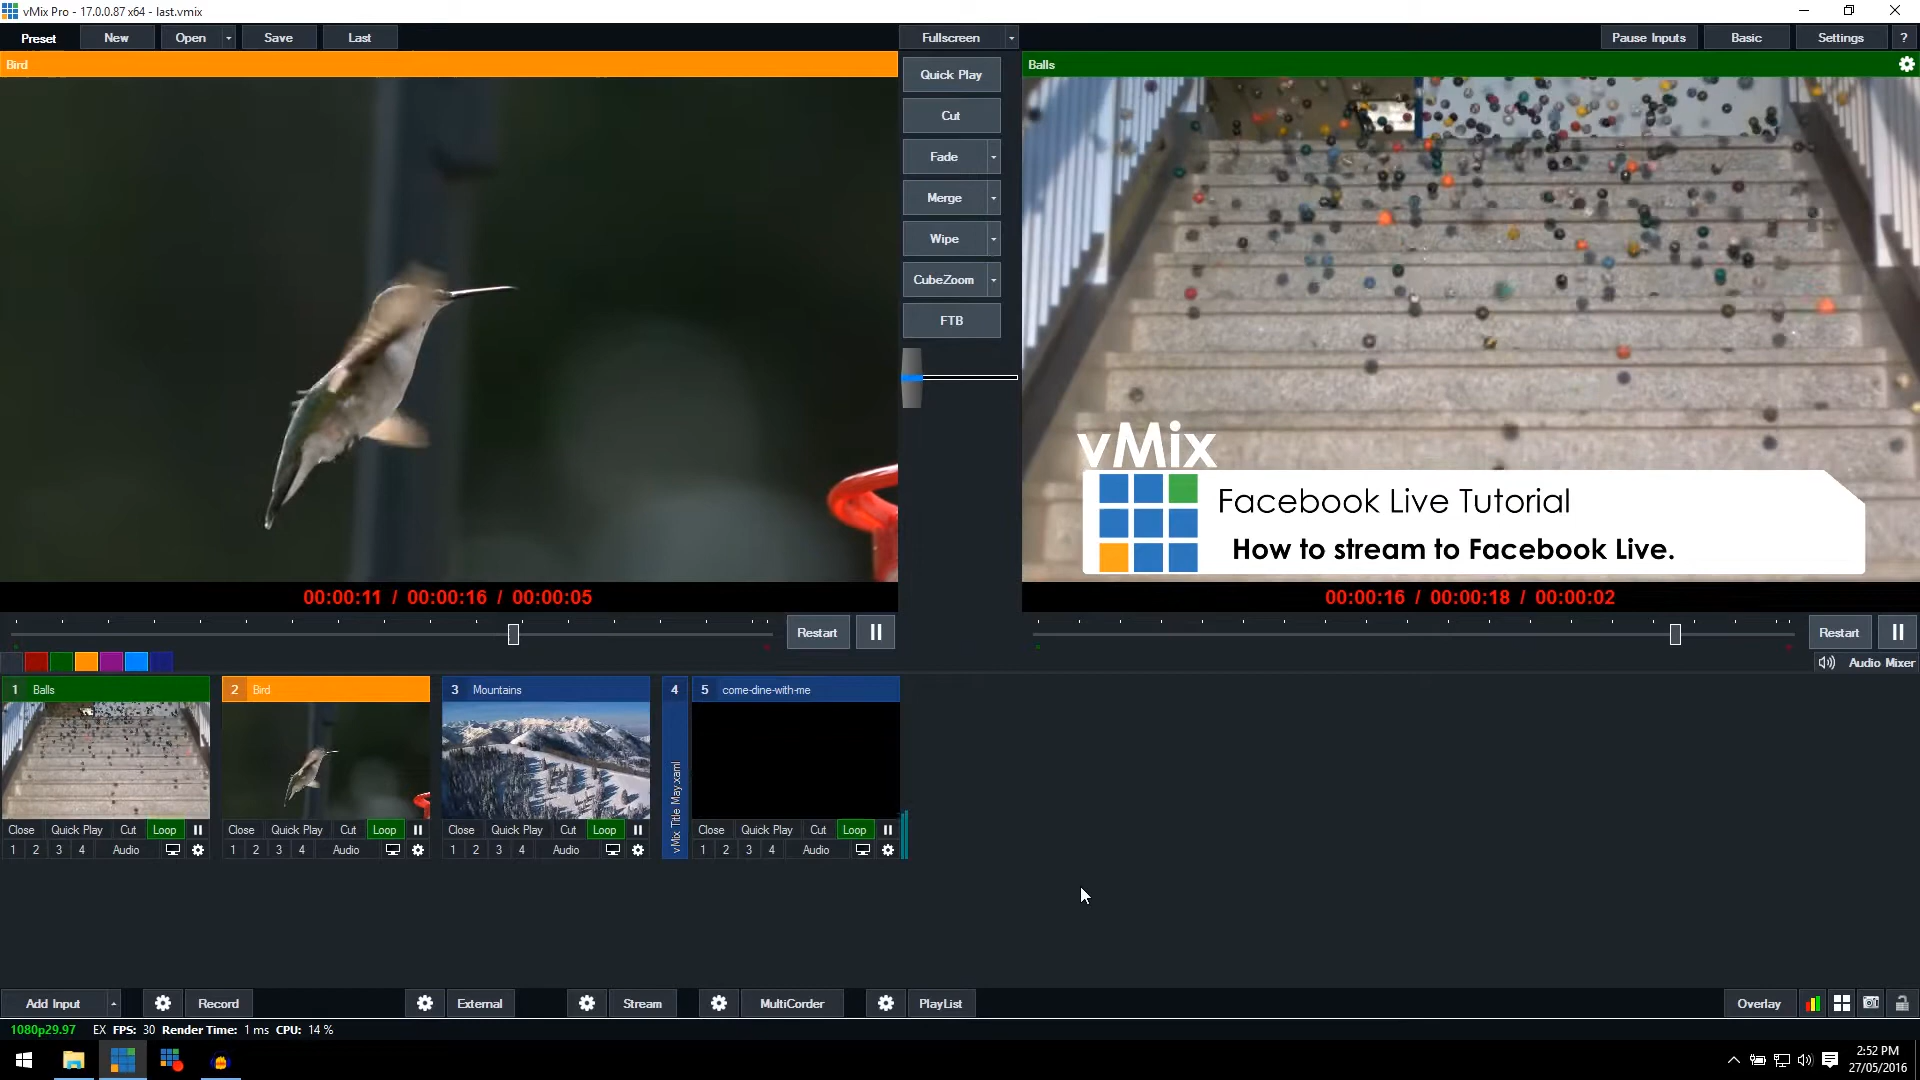 vMix Pro - 17.0.0.87 x64 - last.vmix
Preset New Open Save Last Fullscreen Pause Inputs Basic Settings ?
Bird
Balls
Quick Play
Cut
Fade
Merge
Wipe
CubeZoom
FTB
vMix
Facebook Live Tutorial
How to stream to Facebook Live.
00:00:11 / 00:00:16 / 00:00:05
00:00:16 / 00:00:18 / 00:00:02
Restart
Restart
Audio Mixer
1 Balls
2 Bird
3 Mountains
4
vMix Title May.xaml
5 come-dine-with-me
Close Quick Play Cut Loop
1 2 3 4 Audio
Close Quick Play Cut Loop
1 2 3 4 Audio
Close Quick Play Cut Loop
1 2 3 4 Audio
Close Quick Play Cut Loop
1 2 3 4 Audio
Add Input Record External Stream MultiCorder PlayList Overlay
1080p29.97 EX FPS: 30 Render Time: 1 ms CPU: 14 %
2:52 PM
27/05/2016